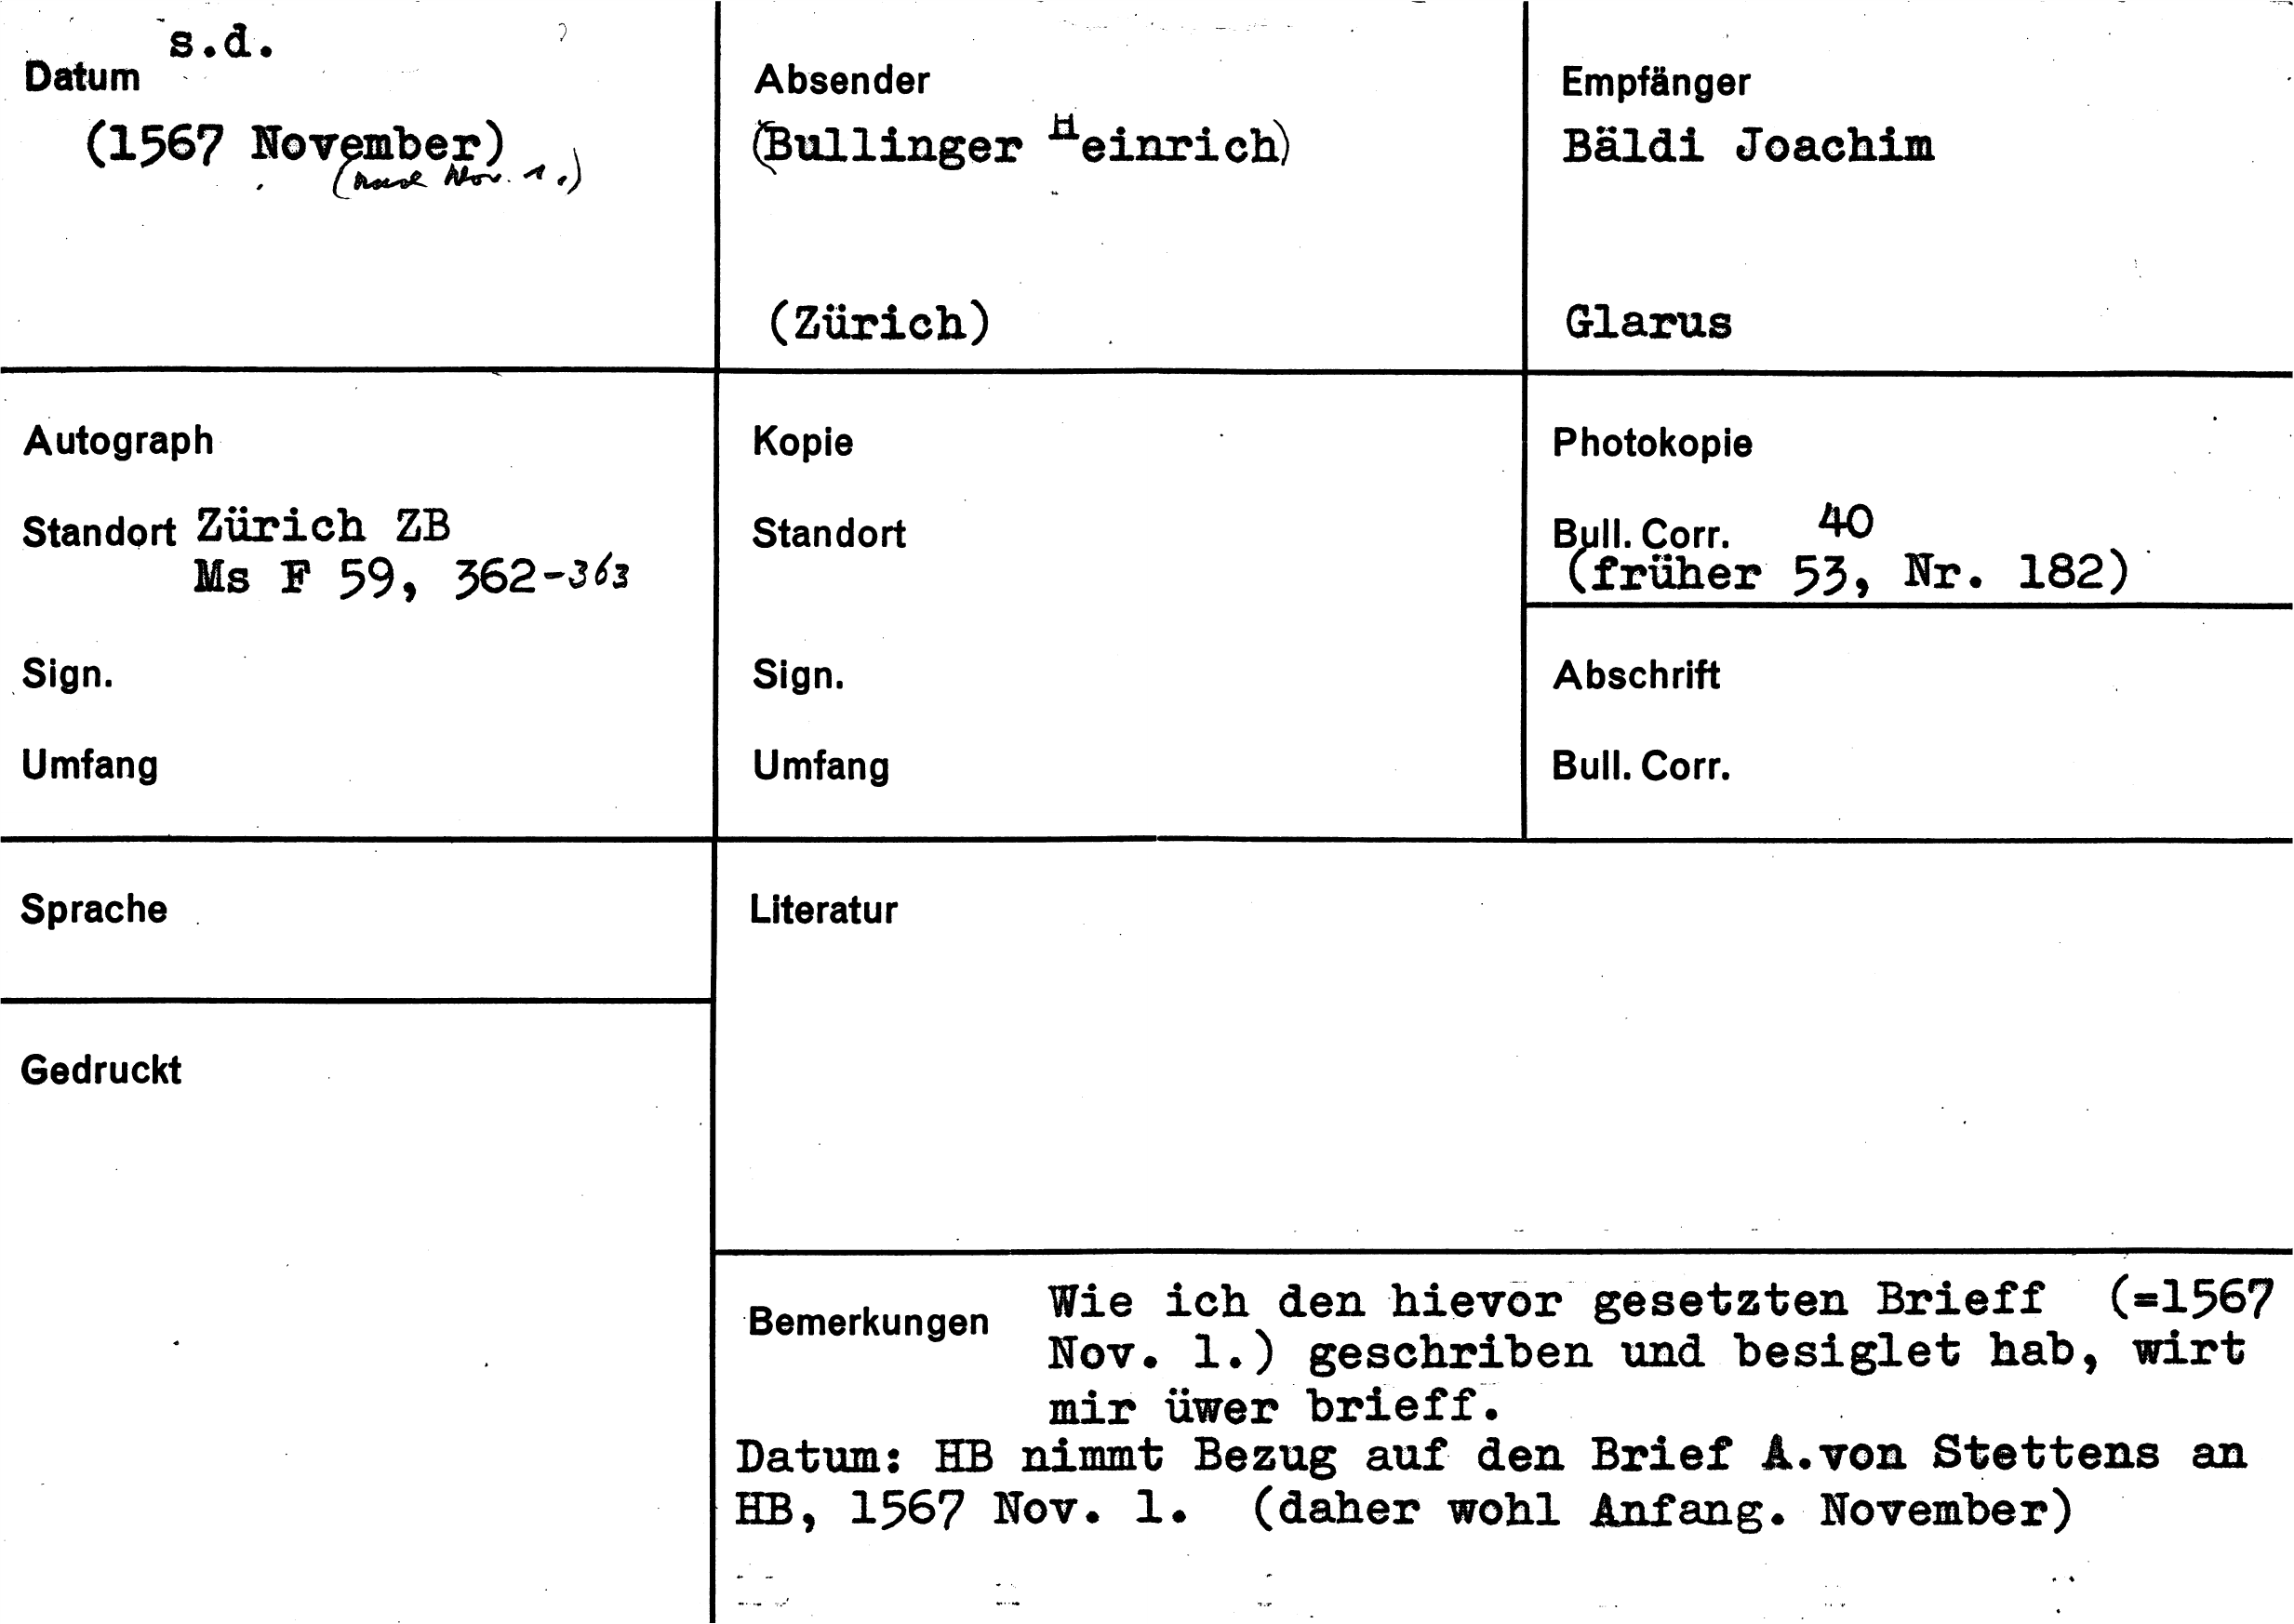 s.d.
Datum
(1567 November)
(nach Nov. 1.)
Absender
(Bullinger Heinrich)
(Zürich)
Empfänger
Bäldi Joachim
Glarus
Autograph
Standort Zürich ZB
Ms F 59, 362-363
Sign.
Umfang
Kopie
Standort
Sign.
Umfang
Photokopie
Bull. Corr. 40
(früher 53, Nr. 182)
Abschrift
Bull. Corr.
Sprache
Gedruckt
Literatur
Bemerkungen Wie ich den hievor gesetzten Brieff (=1567
Nov. 1.) geschriben und besiglet hab, wirt
mir üwer brieff.
Datum: HB nimmt Bezug auf den Brief A.von Stettens an
HB, 1567 Nov. 1. (daher wohl Anfang. November)